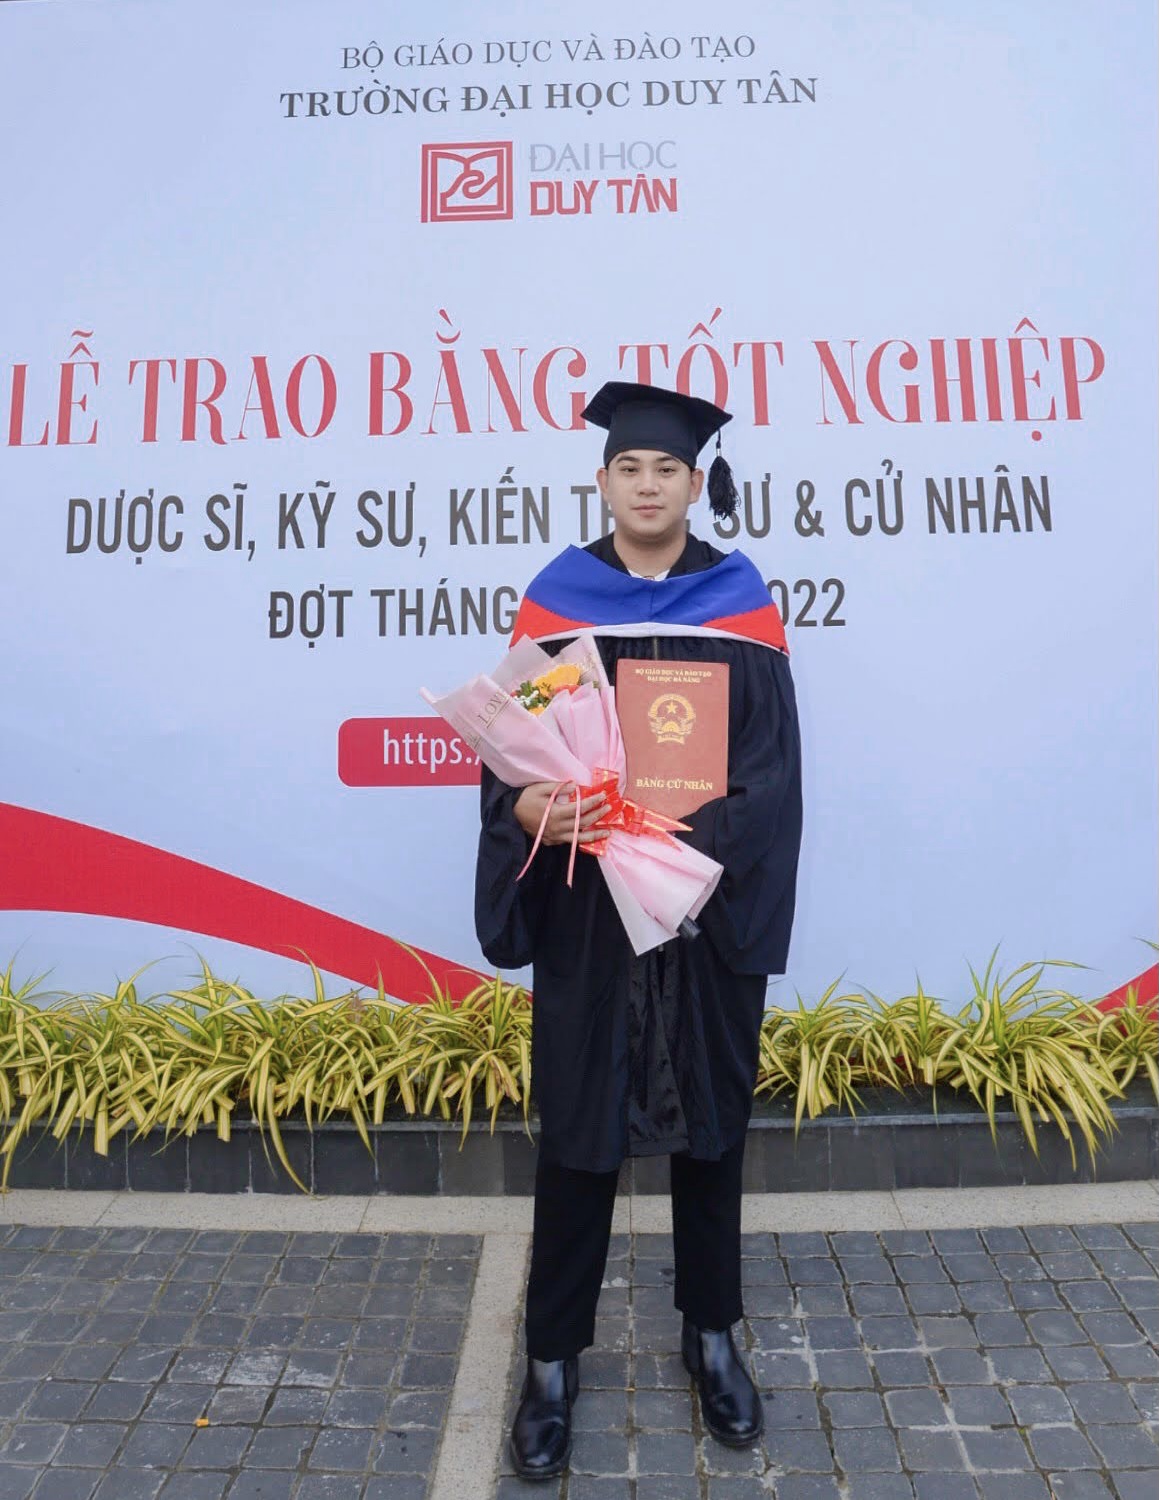 BỘ GIÁO DỤC VÀ ĐÀO TẠO
TRƯỜNG ĐẠI HỌC DUY TÂN
ĐẠI HỌC
DUY TÂN
LỄ TRAO BẰNG TỐT NGHIỆP
DƯỢC SĨ, KỸ SƯ, KIẾN SƯ & CỬ NHÂN
ĐỢT THÁNG 2022
https:/
LOVE
BỘ GIÁO DỤC VÀ ĐÀO TẠO
ĐẠI HỌC ĐÀ NẴNG
BẰNG CỬ NHÂN